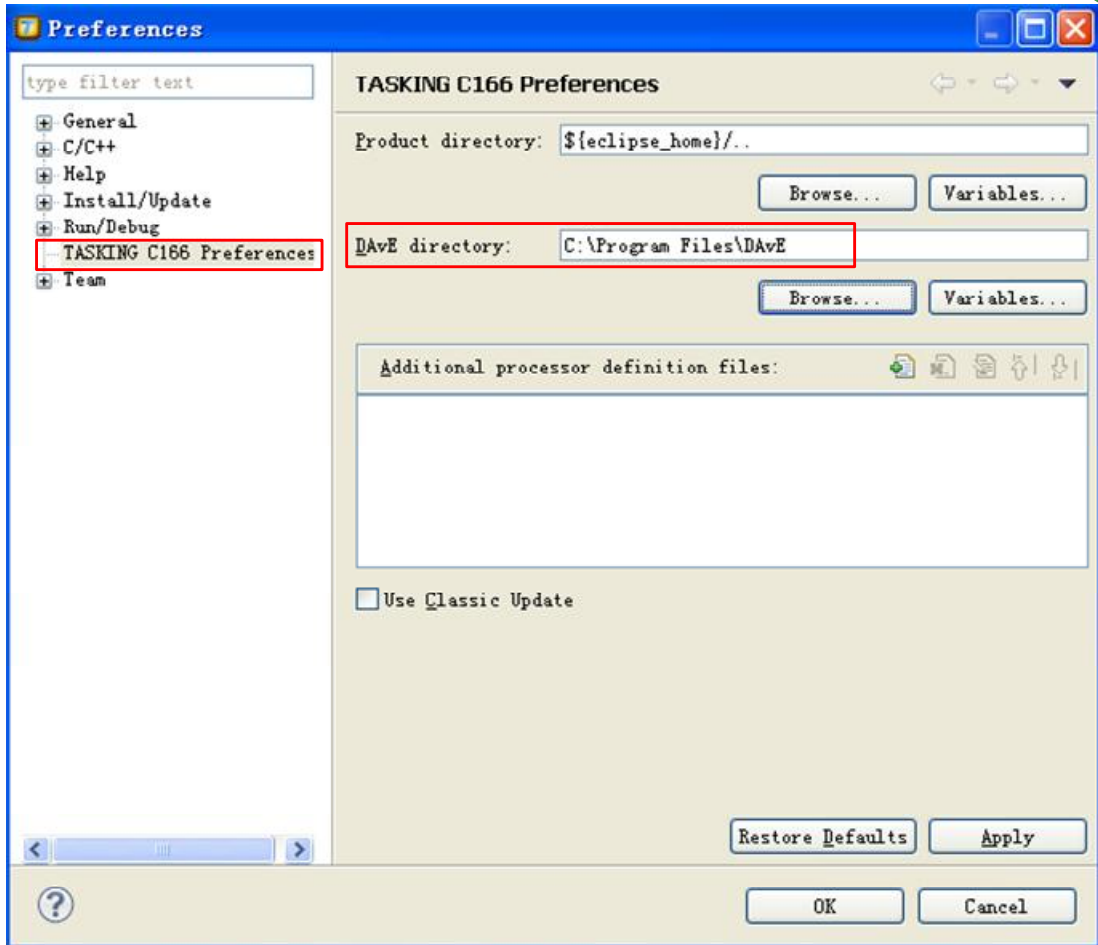 Preferences
type filter text
General
C/C++
Help
Install/Update
Run/Debug
TASKING C166 Preferences
Team
TASKING C166 Preferences
Product directory: ${eclipse_home}/..
Browse... Variables...
DAvE directory: C:\Program Files\DAvE
Browse... Variables...
Additional processor definition files:
Use Classic Update
Restore Defaults Apply
OK Cancel